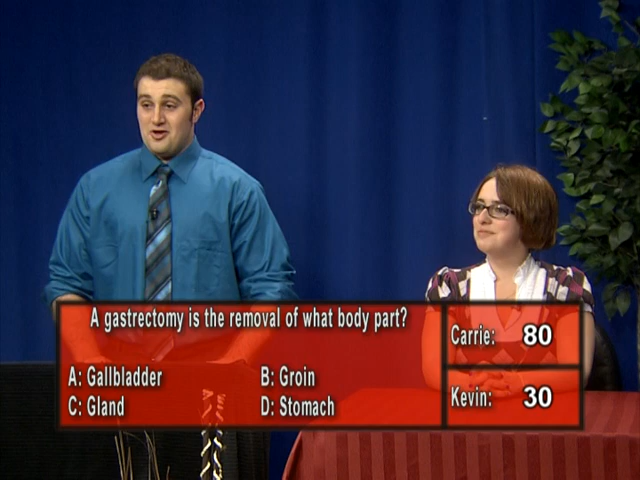 A gastrectomy is the removal of what body part?
A: Gallbladder
B: Groin
C: Gland
D: Stomach
Carrie: 80
Kevin: 30